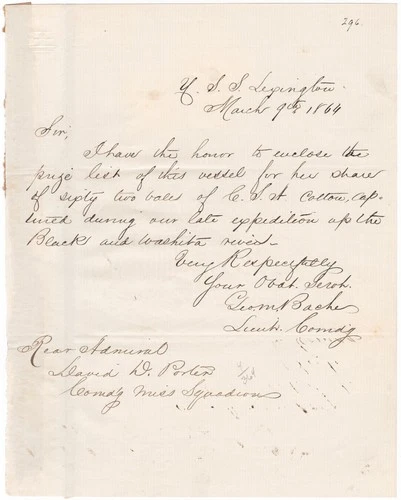 296
U. S. S. Lexington.
March 9th 1864
Sir;
I have the honor to enclose the
prize list of this vessel for her share
of sixty two bales of C. S. A. Cotton, cap-
tured during our late expedition up the
Black and Washita rivers.
Very Respectfully
Your Obdt. Servt.
Geo. M. Bache
Lieut. Comdg
Rear Admiral
David D. Porter
Comdg Miss Squadron